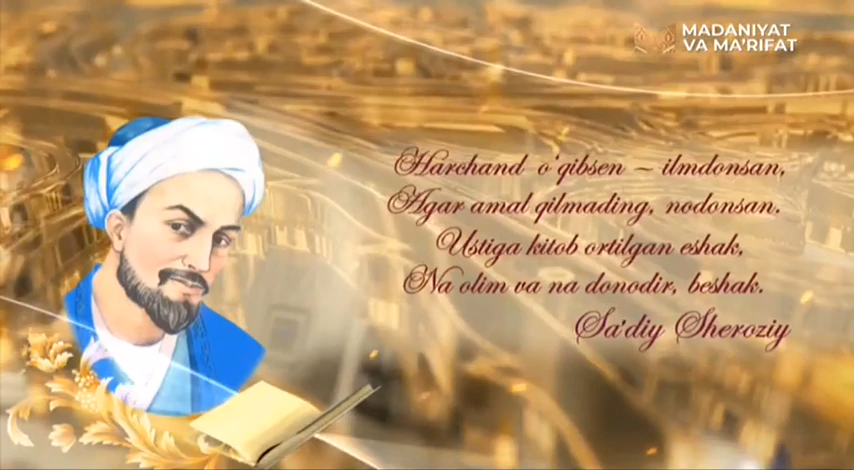 MADANIYAT
VA MA'RIFAT
Harchand o'qibsen – ilmdonsan,
Agar amal qilmading, nodonsan.
Ustiga kitob ortilgan eshak,
Na olim va na donodir, beshak.
Sa'diy Sheroziy